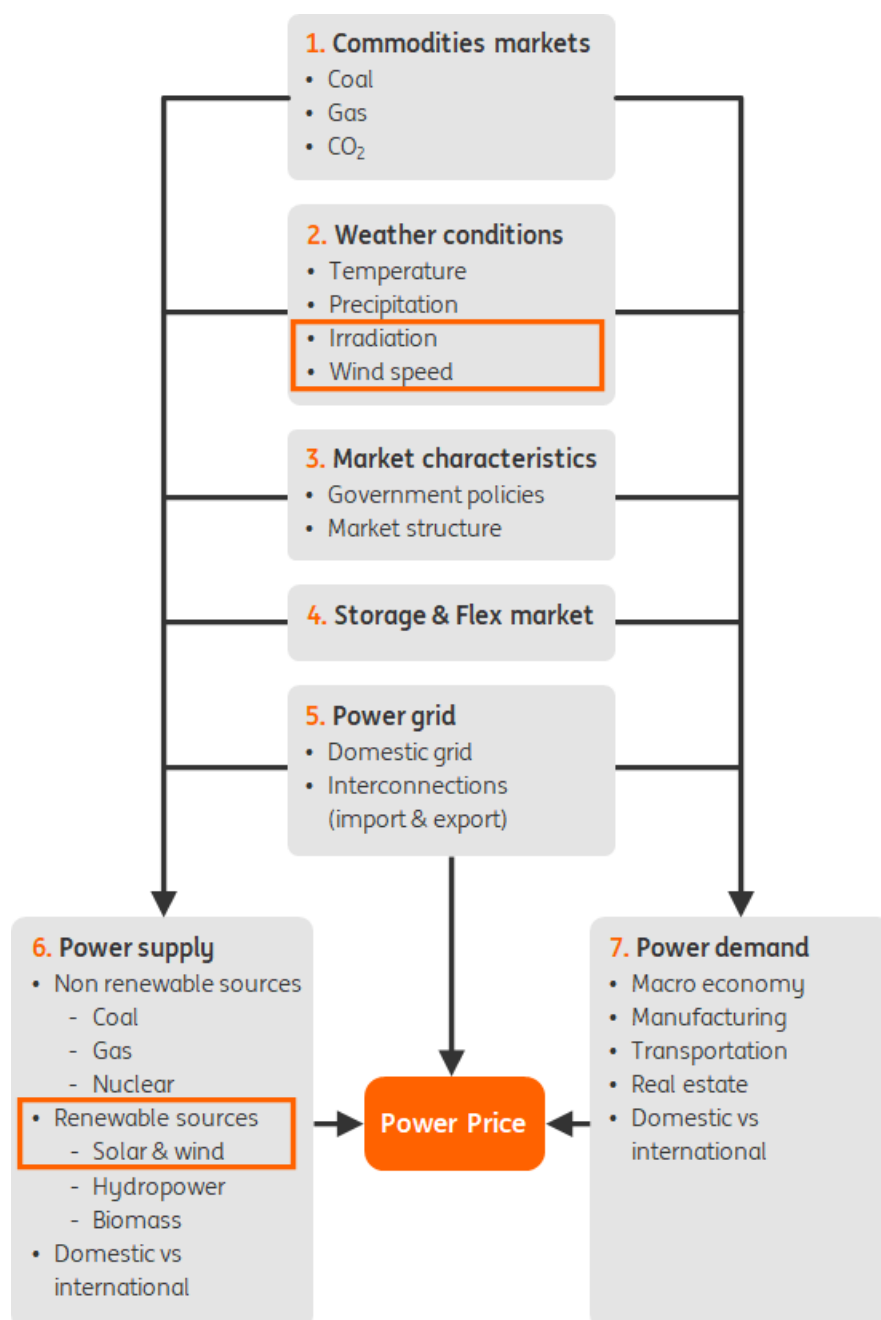 1. Commodities markets
• Coal
• Gas
• CO₂
2. Weather conditions
• Temperature
• Precipitation
• Irradiation
• Wind speed
3. Market characteristics
• Government policies
• Market structure
4. Storage & Flex market
5. Power grid
• Domestic grid
• Interconnections
(import & export)
6. Power supply
• Non renewable sources
- Coal
- Gas
- Nuclear
• Renewable sources
- Solar & wind
- Hydropower
- Biomass
• Domestic vs
international
Power Price
7. Power demand
• Macro economy
• Manufacturing
• Transportation
• Real estate
• Domestic vs
international